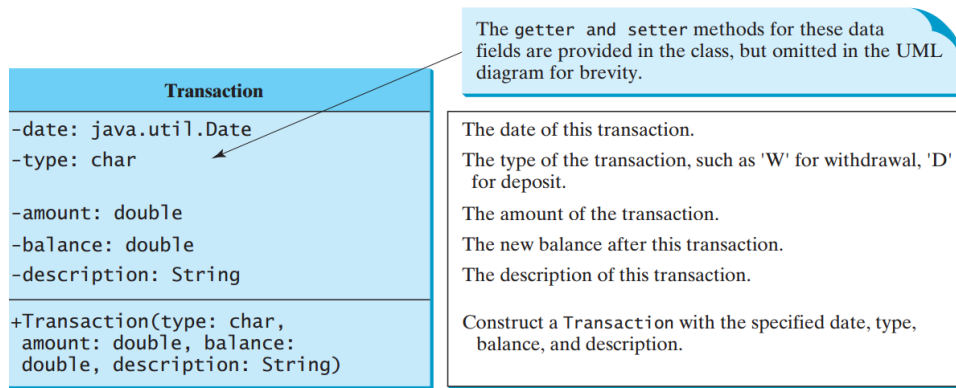 The getter and setter methods for these data
fields are provided in the class, but omitted in the UML
diagram for brevity.
Transaction
-date: java.util.Date
-type: char
-amount: double
-balance: double
-description: String
+Transaction(type: char,
amount: double, balance:
double, description: String)
The date of this transaction.
The type of the transaction, such as 'W' for withdrawal, 'D'
for deposit.
The amount of the transaction.
The new balance after this transaction.
The description of this transaction.
Construct a Transaction with the specified date, type,
balance, and description.